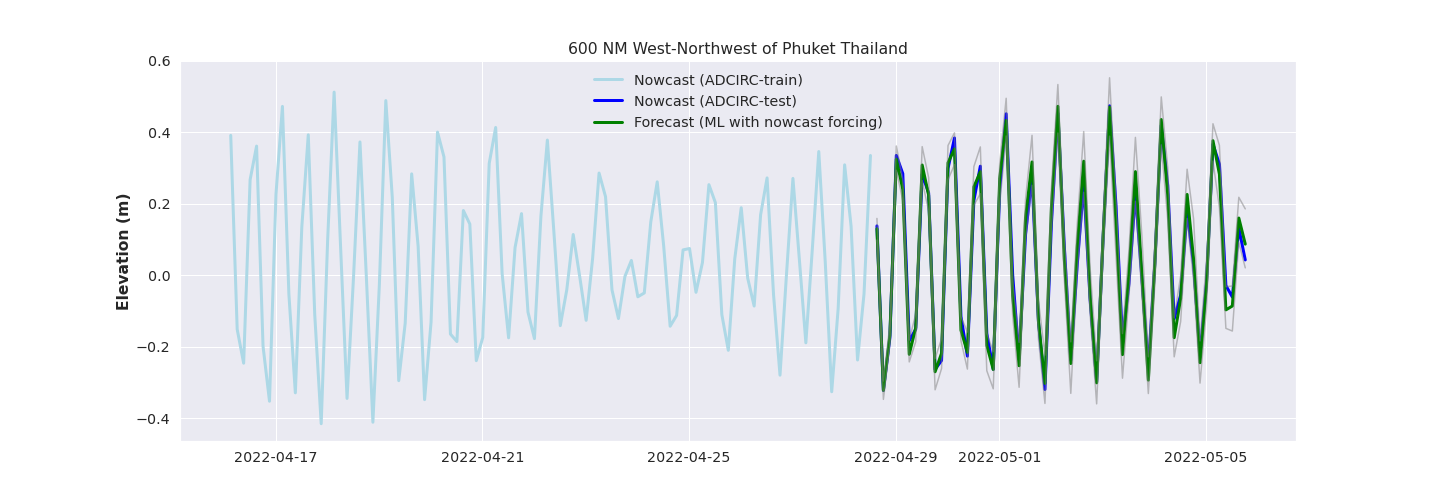 600 NM West-Northwest of Phuket Thailand
Nowcast (ADCIRC-train)
Nowcast (ADCIRC-test)
Forecast (ML with nowcast forcing)
Elevation (m)
0.6
0.4
0.2
0.0
−0.2
−0.4
2022-04-17
2022-04-21
2022-04-25
2022-04-29
2022-05-01
2022-05-05